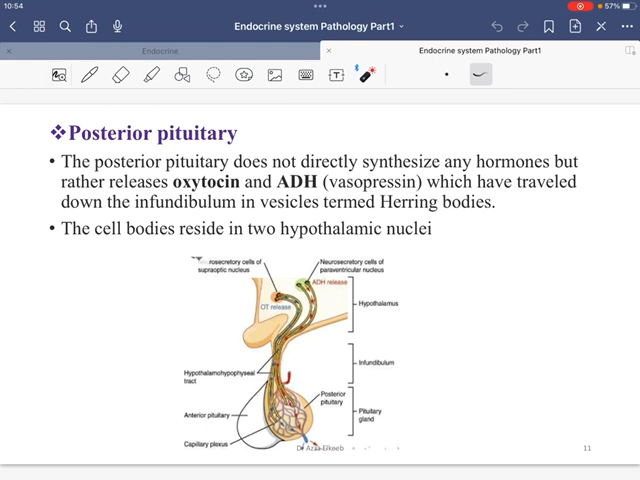 10:54
57%
Endocrine system Pathology Part1
Endocrine
Endocrine system Pathology Part1
Posterior pituitary
• The posterior pituitary does not directly synthesize any hormones but
rather releases oxytocin and ADH (vasopressin) which have traveled
down the infundibulum in vesicles termed Herring bodies.
• The cell bodies reside in two hypothalamic nuclei
rosecretory cells of
supraoptic nucleus
Neurosecretory cells of
paraventricular nucleus
ADH release
OT release
Hypothalamus
Infundibulum
Hypothalamohypophyseal
tract
Posterior
pituitary
Anterior pituitary
Pituitary
gland
Capillary plexus
Dr Azza Elkeeb
11